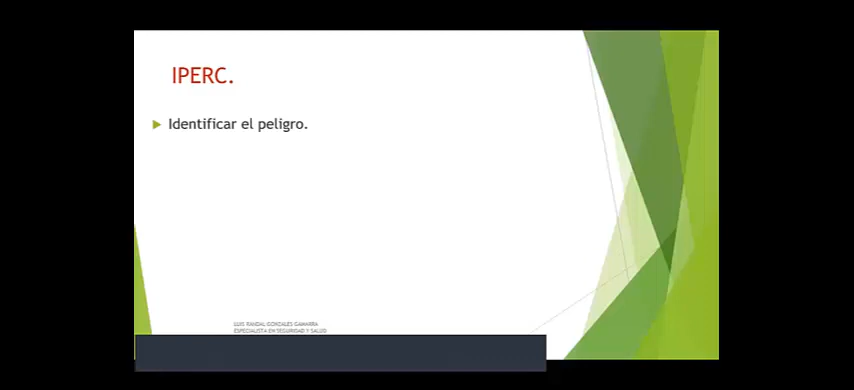 IPERC.
Identificar el peligro.
LUIS RANDAL GONZALES GAMARRA
ESPECIALISTA EN SEGURIDAD Y SALUD